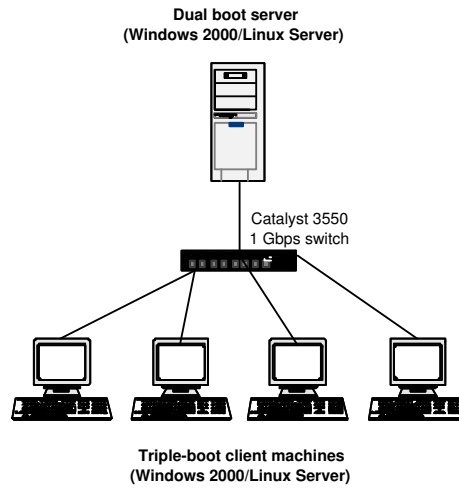 Dual boot server
(Windows 2000/Linux Server)
Catalyst 3550
1 Gbps switch
Triple-boot client machines
(Windows 2000/Linux Server)